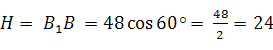 H = B₁B = 48 cos 60° = 48/2 = 24